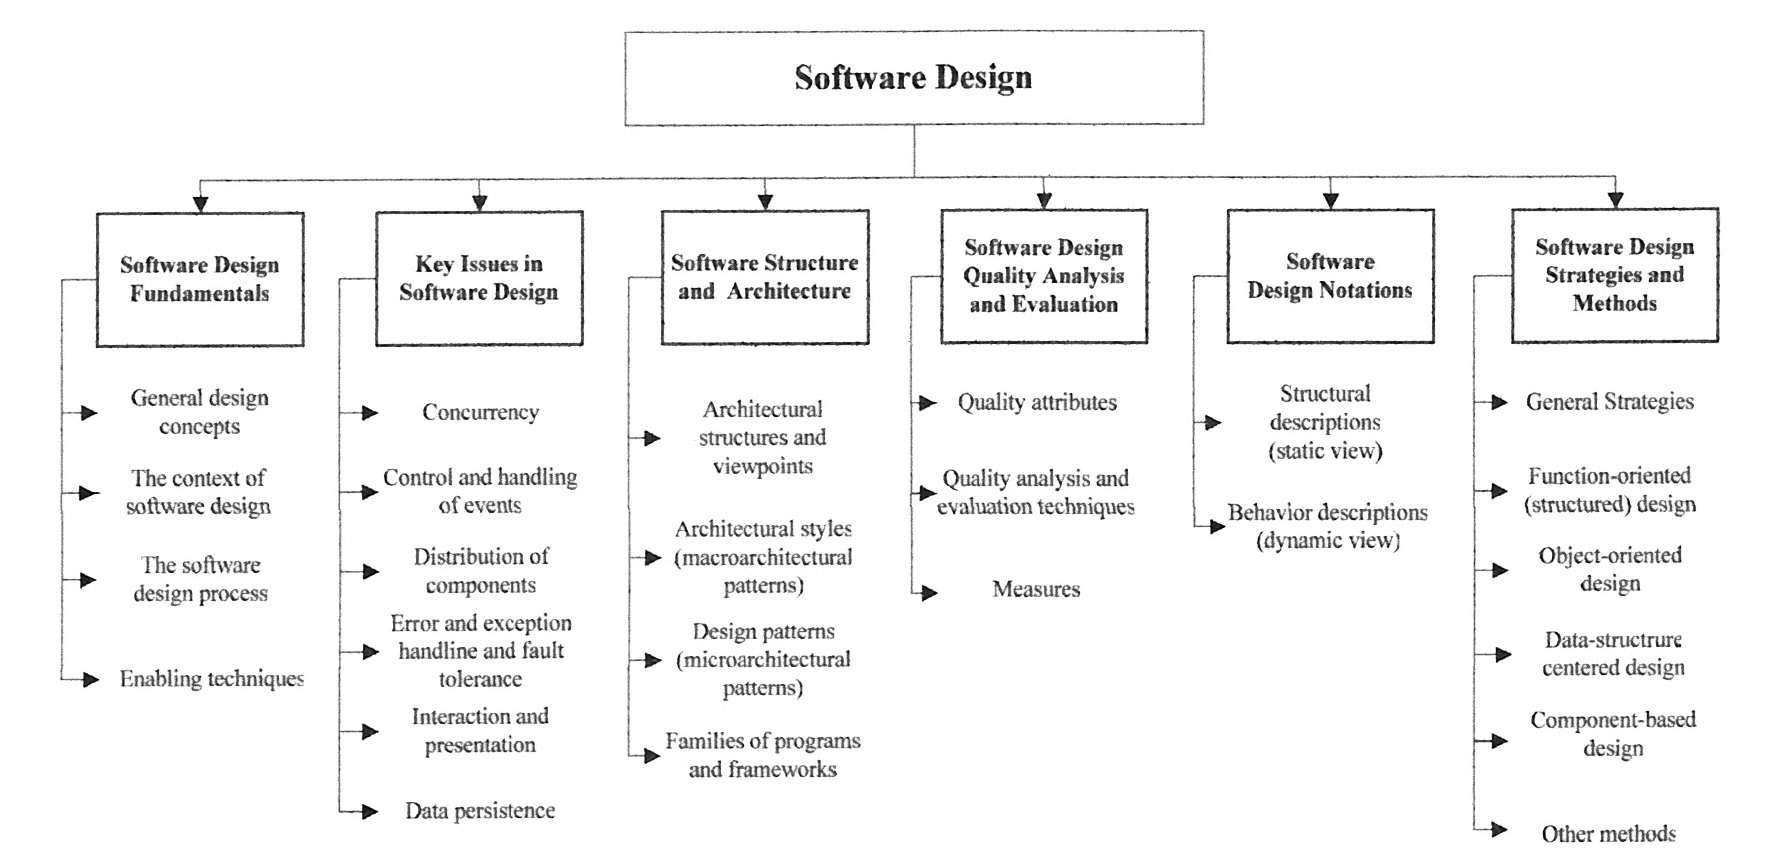 Software Design
Software Design
Fundamentals
General design
concepts
The context of
software design
The software
design process
Enabling techniques
Key Issues in
Software Design
Concurrency
Control and handling
of events
Distribution of
components
Error and exception
handline and fault
tolerance
Interaction and
presentation
Data persistence
Software Structure
and Architecture
Architectural
structures and
viewpoints
Architectural styles
(macroarchitectural
patterns)
Design patterns
(microarchitectural
patterns)
Families of programs
and frameworks
Software Design
Quality Analysis
and Evaluation
Quality attributes
Quality analysis and
evaluation techniques
Measures
Software
Design Notations
Structural
descriptions
(static view)
Behavior descriptions
(dynamic view)
Software Design
Strategies and
Methods
General Strategies
Function-oriented
(structured) design
Object-oriented
design
Data-structrure
centered design
Component-based
design
Other methods